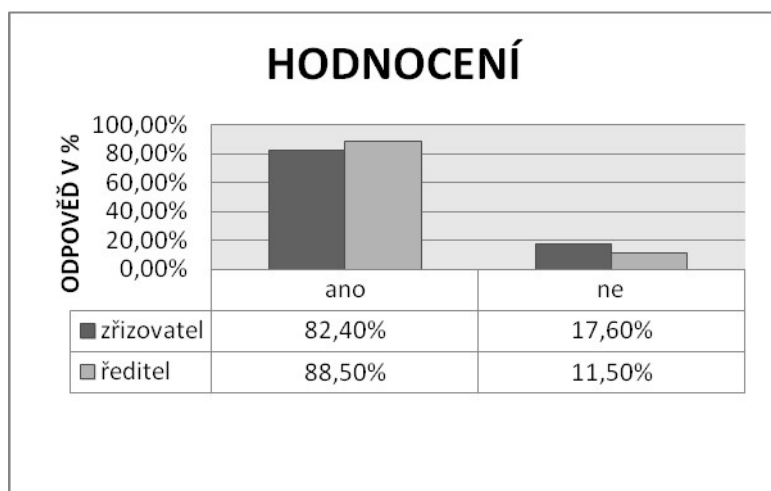 HODNOCENÍ
ODPOVĚĎ V %
100,00%
80,00%
60,00%
40,00%
20,00%
0,00%
ano ne
zřizovatel 82,40% 17,60%
ředitel 88,50% 11,50%